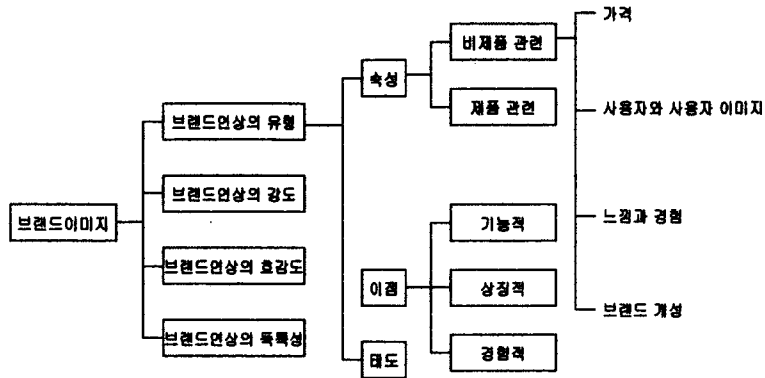 가격
비제품 관련
속성
제품 관련
사용자와 사용자 이미지
브랜드연상의 유형
브랜드연상의 강도
브랜드이미지
기능적
느낌과 경험
브랜드연상의 호감도
이점
상징적
브랜드 개성
브랜드연상의 독특성
태도
경험적